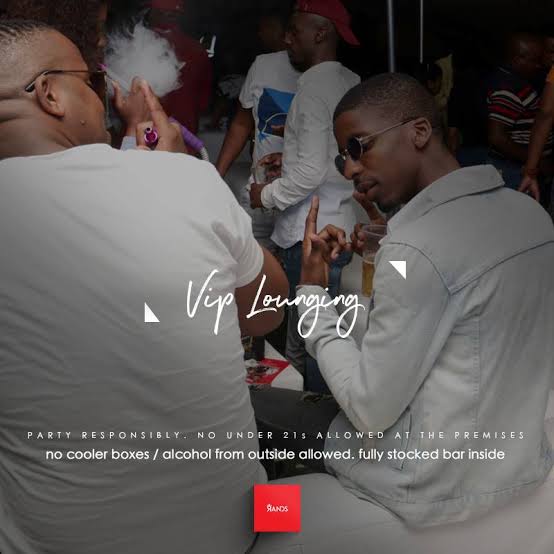 Vip Lounging
PARTY RESPONSIBLY. NO UNDER 21s ALLOWED AT THE PREMISES
no cooler boxes / alcohol from outside allowed. fully stocked bar inside
RANDS